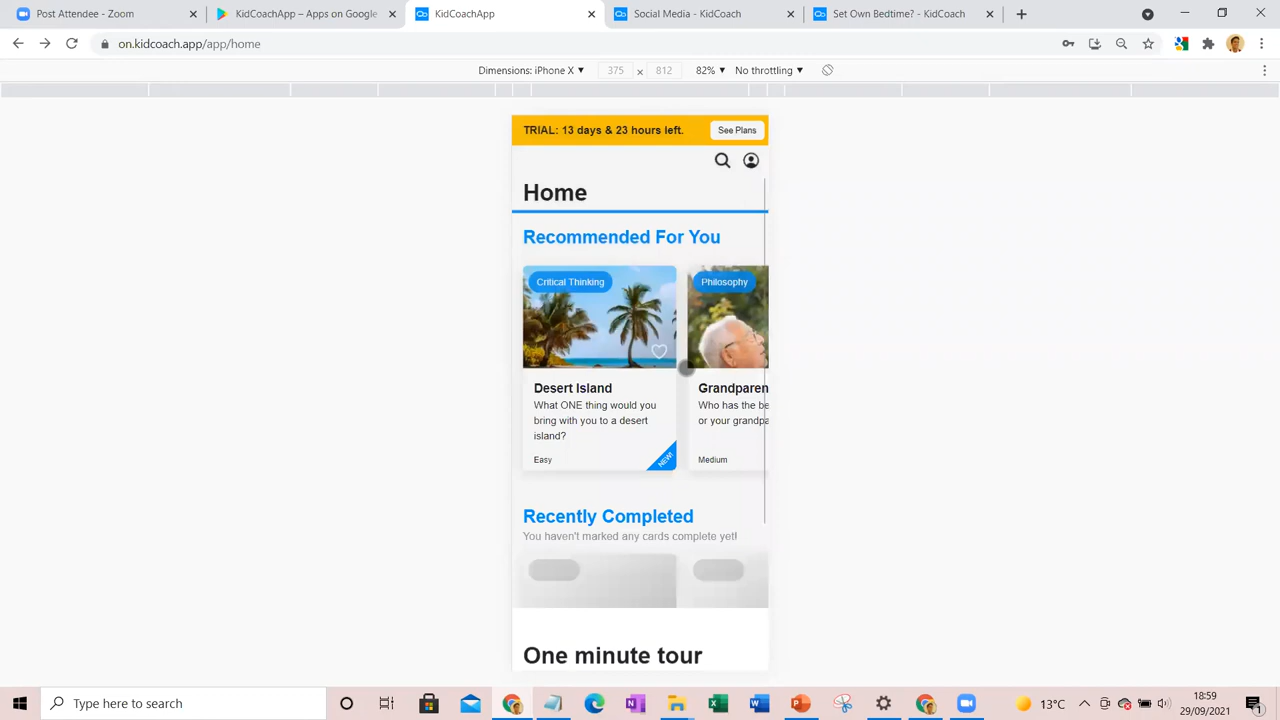 Post Attendee - Zoom
KidCoachApp – Apps on Google
KidCoachApp
Social Media - KidCoach
Set Own Bedtime? - KidCoach
on.kidcoach.app/app/home
Dimensions: iPhone X ▼ 375 x 812 82% ▼ No throttling ▼
TRIAL: 13 days & 23 hours left.
See Plans
Home
Recommended For You
Critical Thinking
Philosophy
Desert Island
What ONE thing would you
bring with you to a desert
island?
Easy
NEW!
Grandparen
Who has the be
or your grandpa
Medium
Recently Completed
You haven't marked any cards complete yet!
One minute tour
Type here to search
13°C
18:59
29/09/2021
1